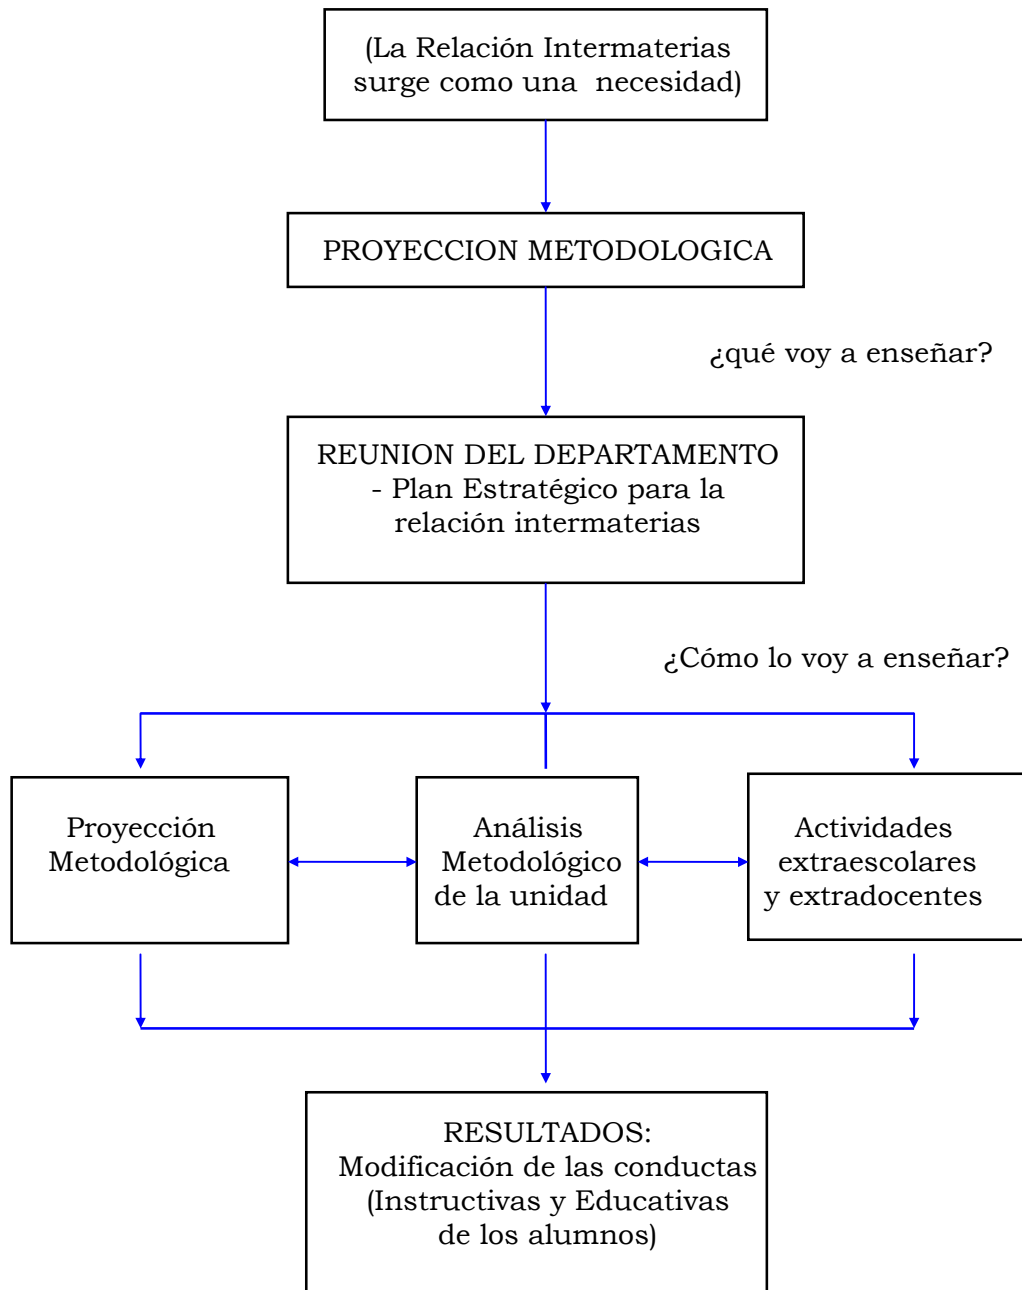 (La Relación Intermaterias
surge como una necesidad)
PROYECCION METODOLOGICA
¿qué voy a enseñar?
REUNION DEL DEPARTAMENTO
- Plan Estratégico para la
relación intermaterias
¿Cómo lo voy a enseñar?
Proyección
Metodológica
Análisis
Metodológico
de la unidad
Actividades
extraescolares
y extradocentes
RESULTADOS:
Modificación de las conductas
(Instructivas y Educativas
de los alumnos)